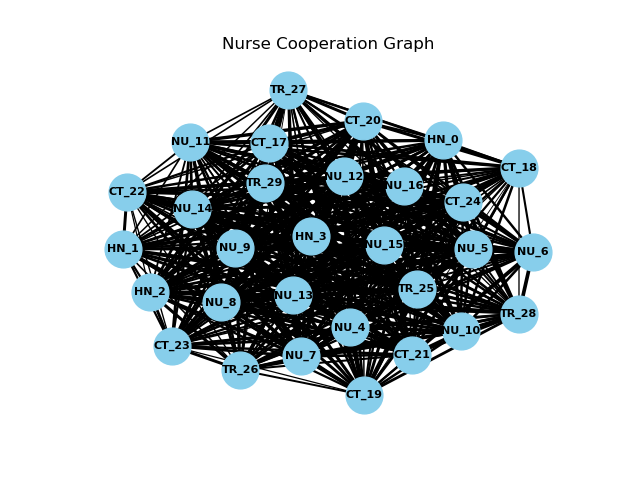 Nurse Cooperation Graph
TR_27
CT_20
HN_0
NU_11
CT_17
CT_18
NU_12
TR_29
NU_16
CT_22
CT_24
NU_14
HN_3
NU_15
HN_1
NU_9
NU_5
NU_6
HN_2
TR_25
NU_13
NU_8
TR_28
NU_4
NU_10
CT_23
NU_7
CT_21
TR_26
CT_19